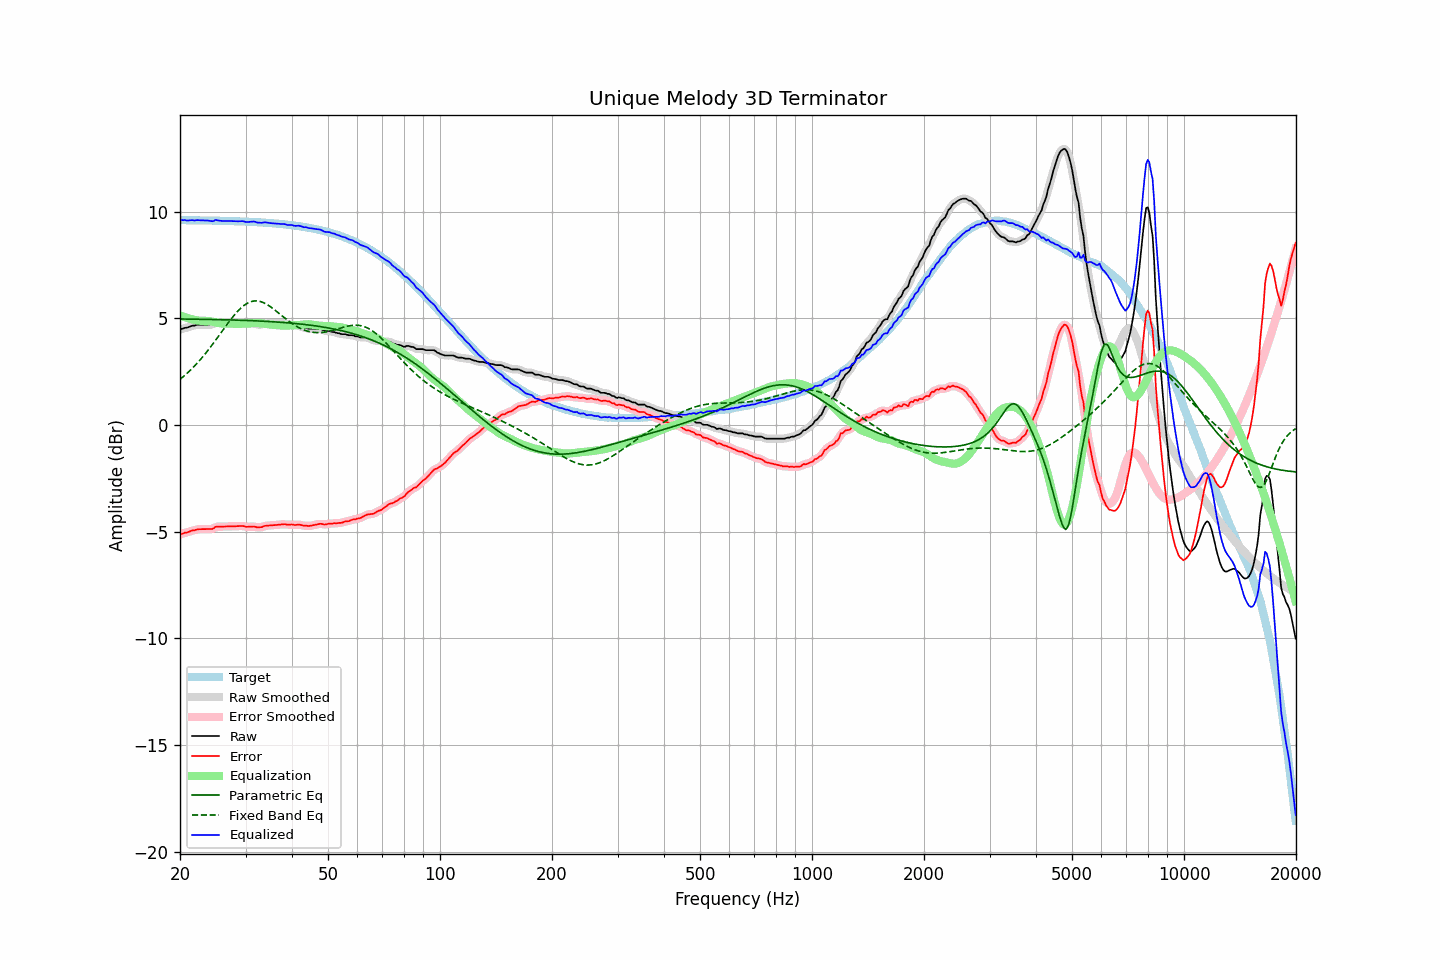 Unique Melody 3D Terminator
Amplitude (dBr)
10
5
0
−5
−10
−15
−20
Target
Raw Smoothed
Error Smoothed
Raw
Error
Equalization
Parametric Eq
Fixed Band Eq
Equalized
20 50 100 200 500 1000 2000 5000 10000 20000
Frequency (Hz)